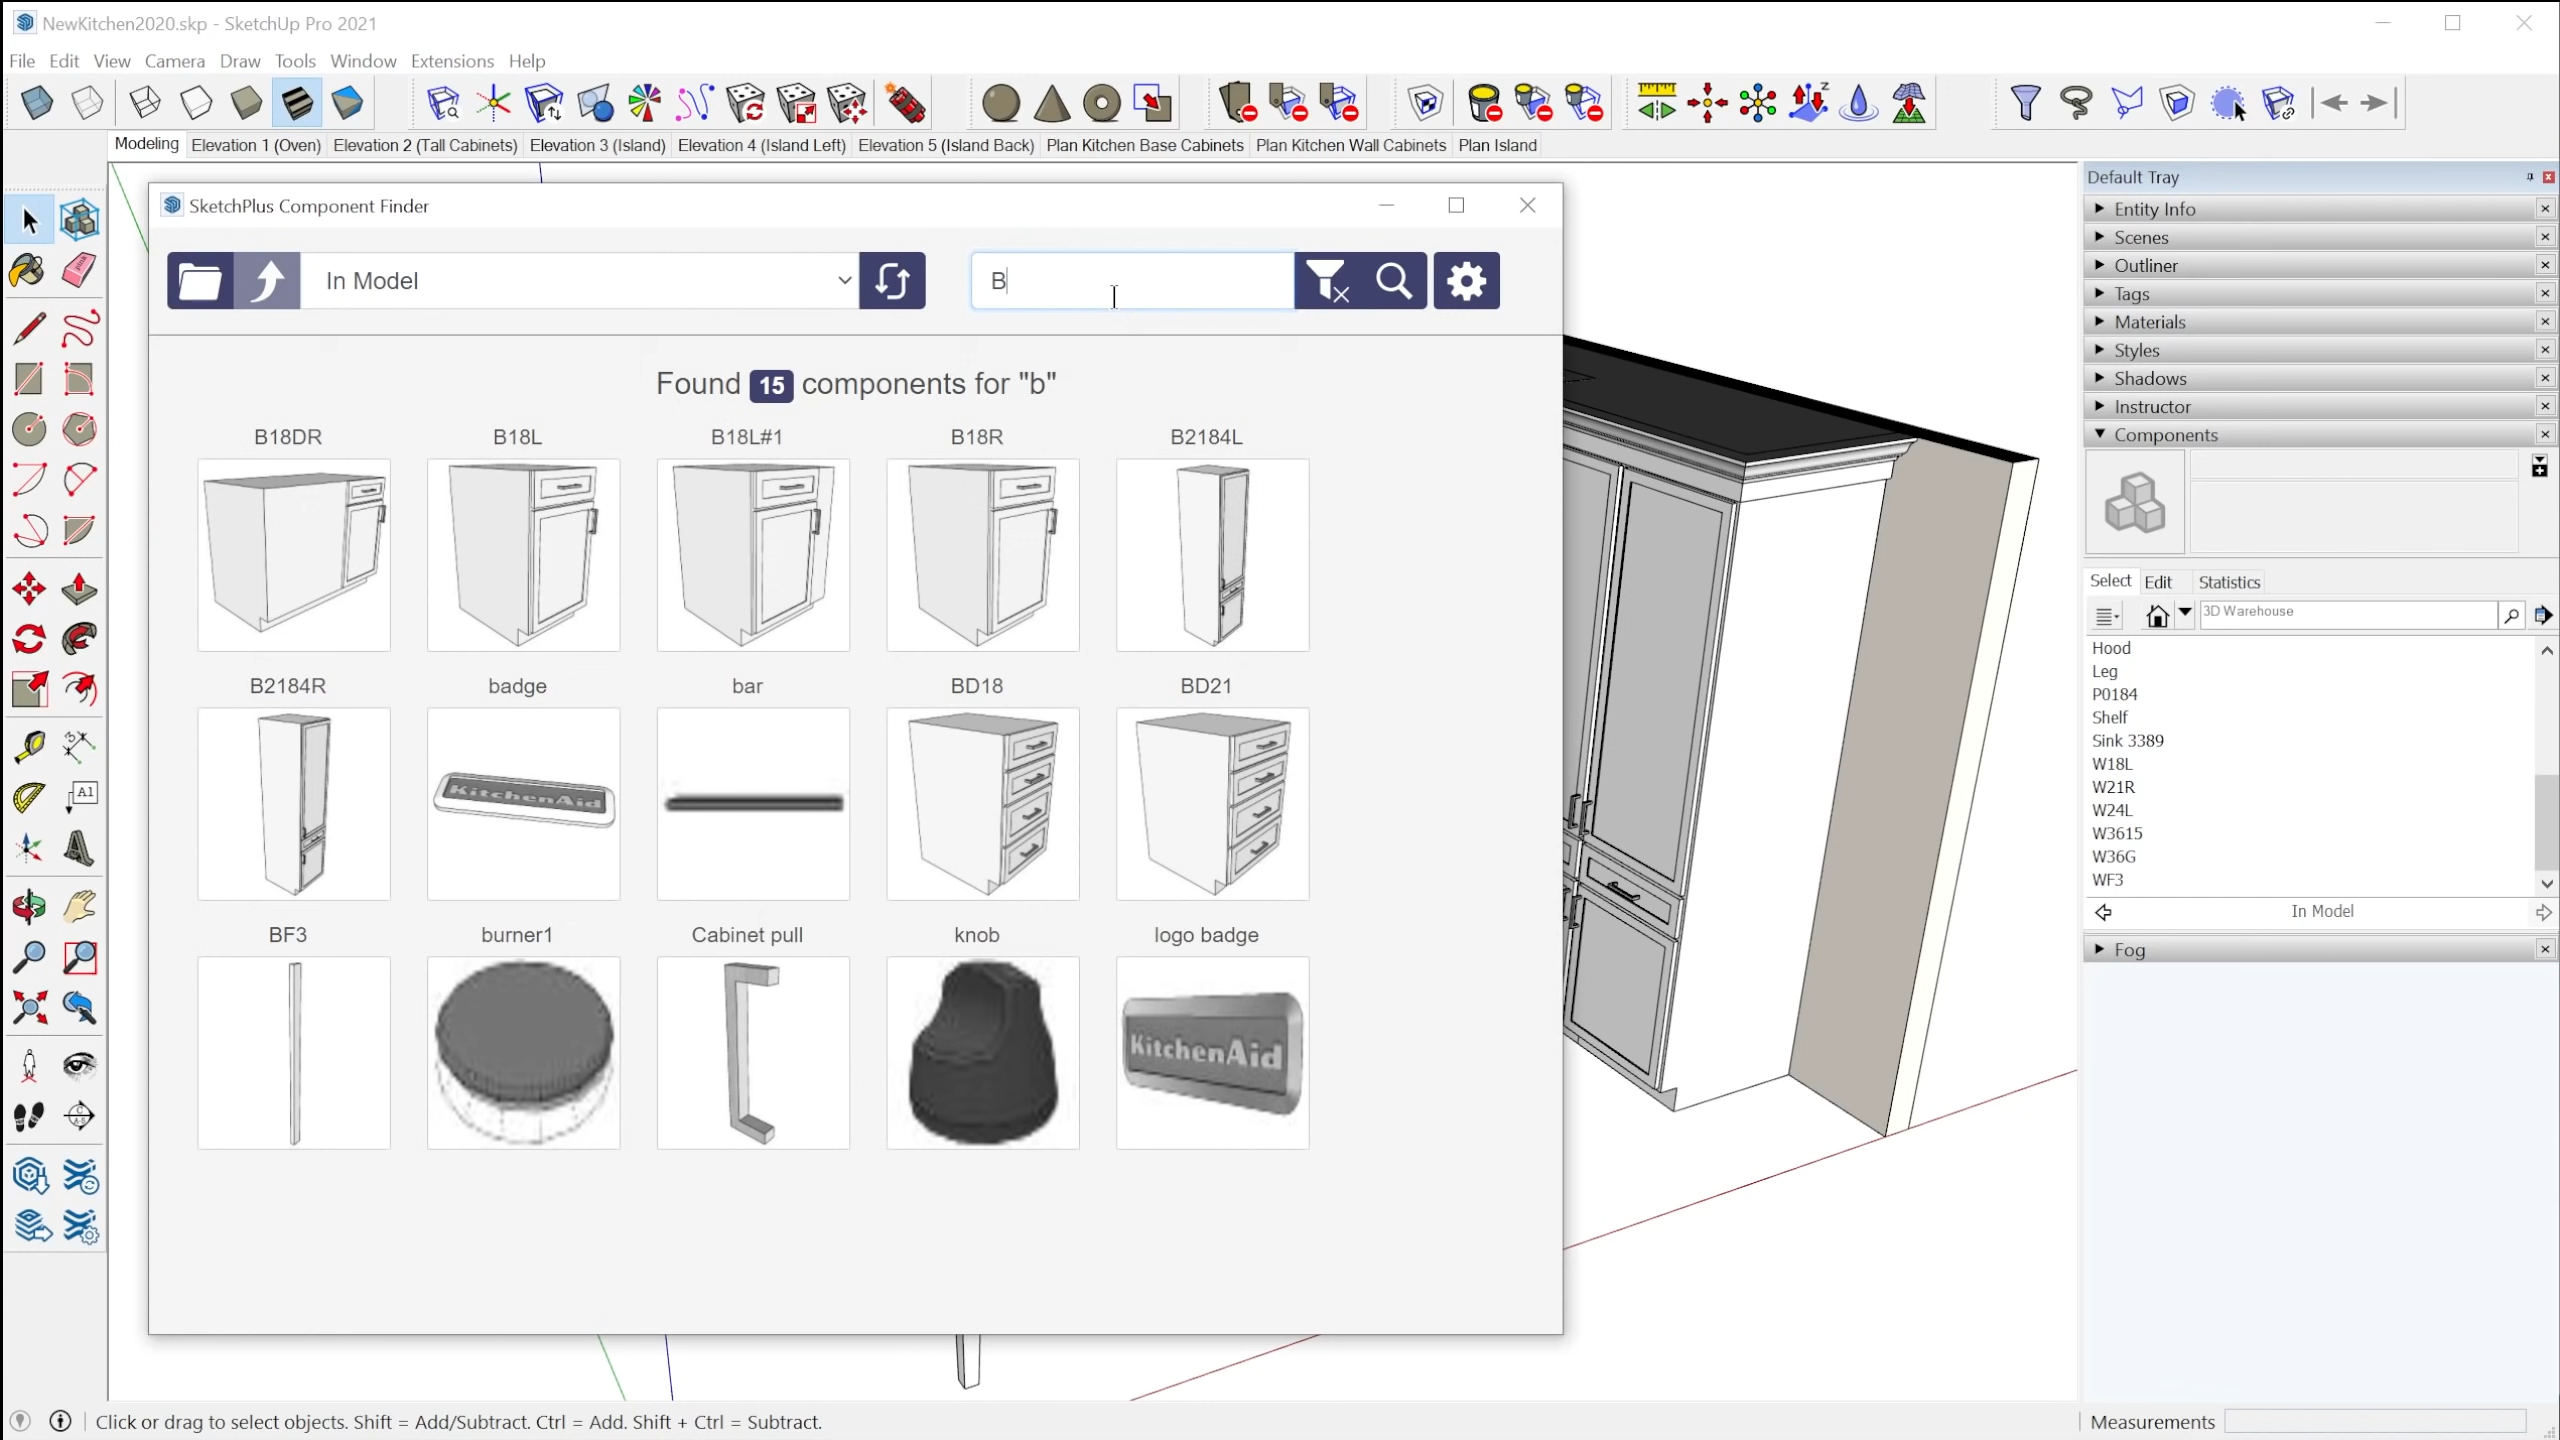 NewKitchen2020.skp - SketchUp Pro 2021
File Edit View Camera Draw Tools Window Extensions Help
Modeling Elevation 1 (Oven) Elevation 2 (Tall Cabinets) Elevation 3 (Island) Elevation 4 (Island Left) Elevation 5 (Island Back) Plan Kitchen Base Cabinets Plan Kitchen Wall Cabinets Plan Island
SketchPlus Component Finder
In Model
B
Found 15 components for "b"
B18DR B18L B18L#1 B18R B2184L
B2184R badge bar BD18 BD21
KitchenAid
BF3 burner1 Cabinet pull knob logo badge
KitchenAid
A1
Default Tray
Entity Info
Scenes
Outliner
Tags
Materials
Styles
Shadows
Instructor
Components
Select Edit Statistics
3D Warehouse
Hood
Leg
P0184
Shelf
Sink 3389
W18L
W21R
W24L
W3615
W36G
WF3
In Model
Fog
Click or drag to select objects. Shift = Add/Subtract. Ctrl = Add. Shift + Ctrl = Subtract.
Measurements